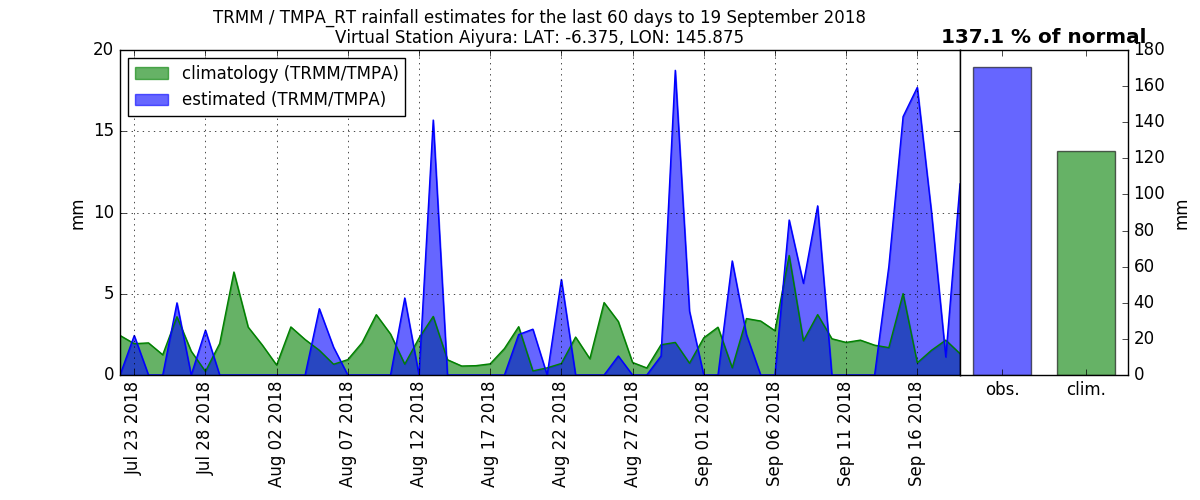 TRMM / TMPA_RT rainfall estimates for the last 60 days to 19 September 2018
Virtual Station Aiyura: LAT: -6.375, LON: 145.875
137.1 % of normal
climatology (TRMM/TMPA)
estimated (TRMM/TMPA)
mm
20
15
10
5
0
Jul 23 2018
Jul 28 2018
Aug 02 2018
Aug 07 2018
Aug 12 2018
Aug 17 2018
Aug 22 2018
Aug 27 2018
Sep 01 2018
Sep 06 2018
Sep 11 2018
Sep 16 2018
obs.
clim.
180
160
140
120
100
80
60
40
20
0
mm